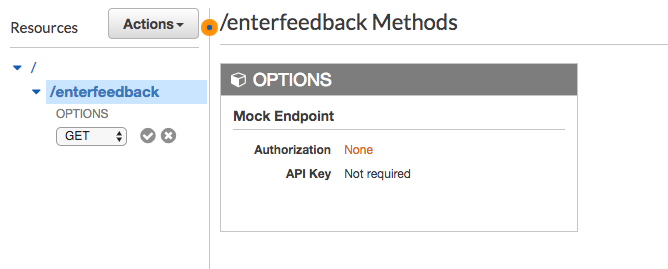 Resources
Actions
/
/enterfeedback
OPTIONS
GET
/enterfeedback Methods
OPTIONS
Mock Endpoint
Authorization None
API Key Not required